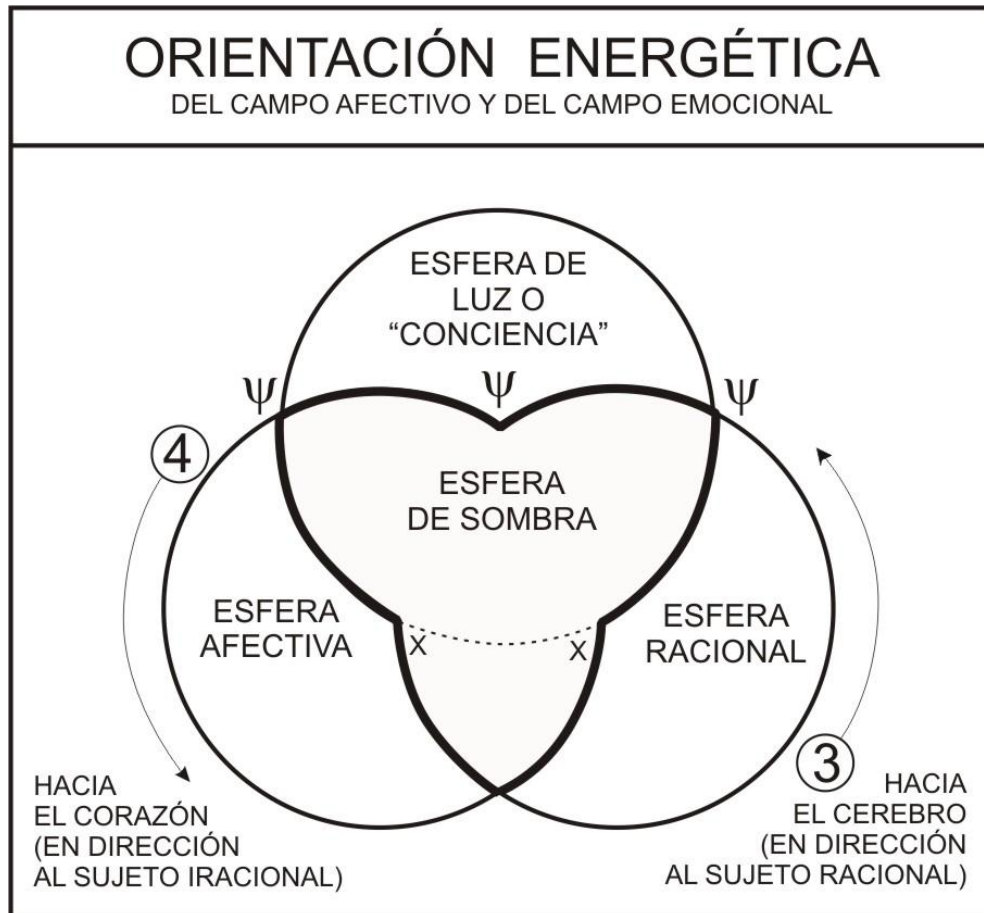 ORIENTACIÓN ENERGÉTICA
DEL CAMPO AFECTIVO Y DEL CAMPO EMOCIONAL
ESFERA DE
LUZ O
“CONCIENCIA”
ψ ψ ψ
4
ESFERA
DE SOMBRA
ESFERA
AFECTIVA
ESFERA
RACIONAL
X X
3
HACIA
EL CORAZÓN
(EN DIRECCIÓN
AL SUJETO IRACIONAL)
HACIA
EL CEREBRO
(EN DIRECCIÓN
AL SUJETO RACIONAL)